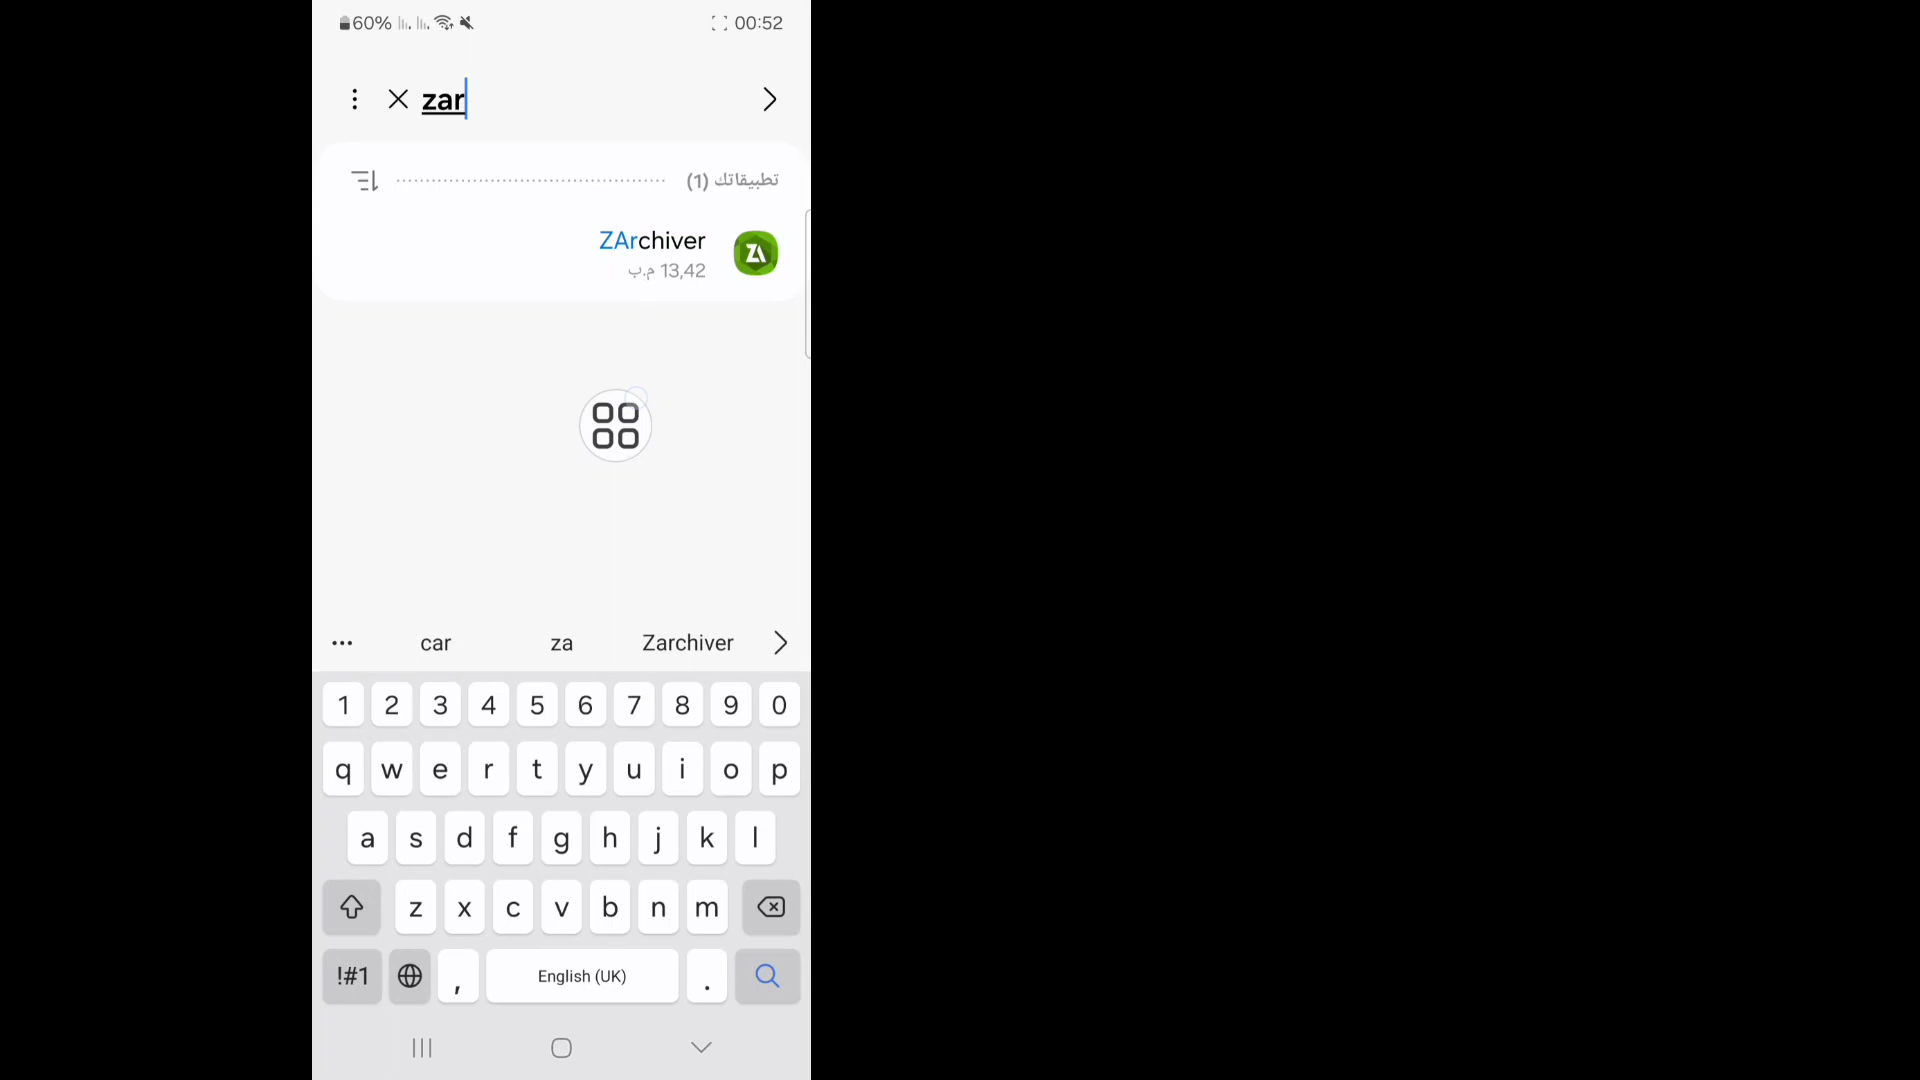 60% 00:52
zar
تطبيقاتك (1)
ZArchiver
13,42 م.ب
ZA
car za Zarchiver
1 2 3 4 5 6 7 8 9 0
q w e r t y u i o p
a s d f g h j k l
z x c v b n m
!#1 , English (UK) .